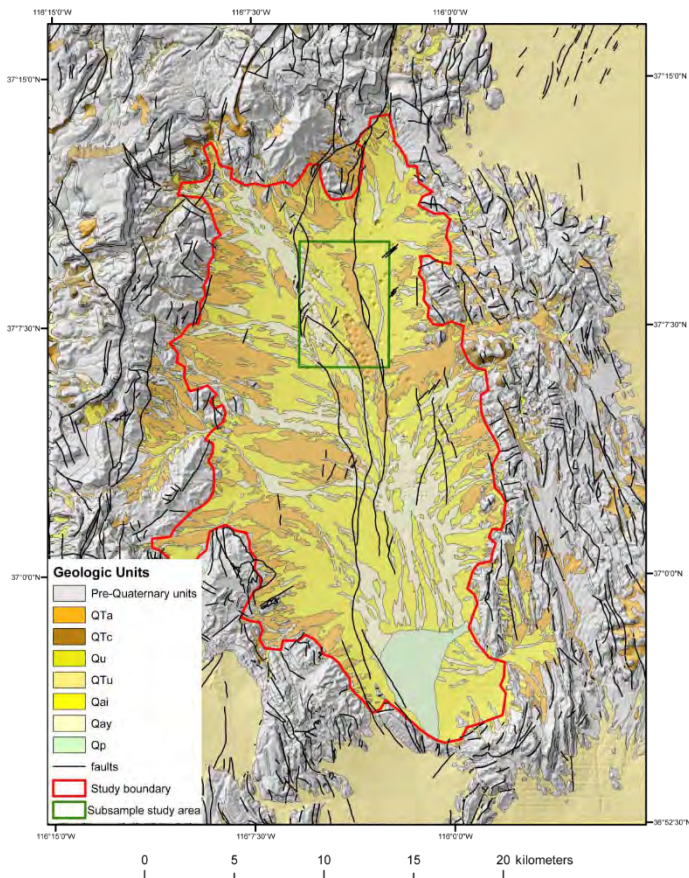 116°15'0"W 116°7'30"W 116°0'0"W
37°15'0"N 37°15'0"N
37°7'30"N 37°7'30"N
37°0'0"N 37°0'0"N
Geologic Units
Pre-Quaternary units
QTa
QTc
Qu
QTu
Qai
Qay
Qp
faults
Study boundary
Subsample study area
36°52'30"N
116°15'0"W 116°7'30"W 116°0'0"W
0 5 10 15 20 kilometers